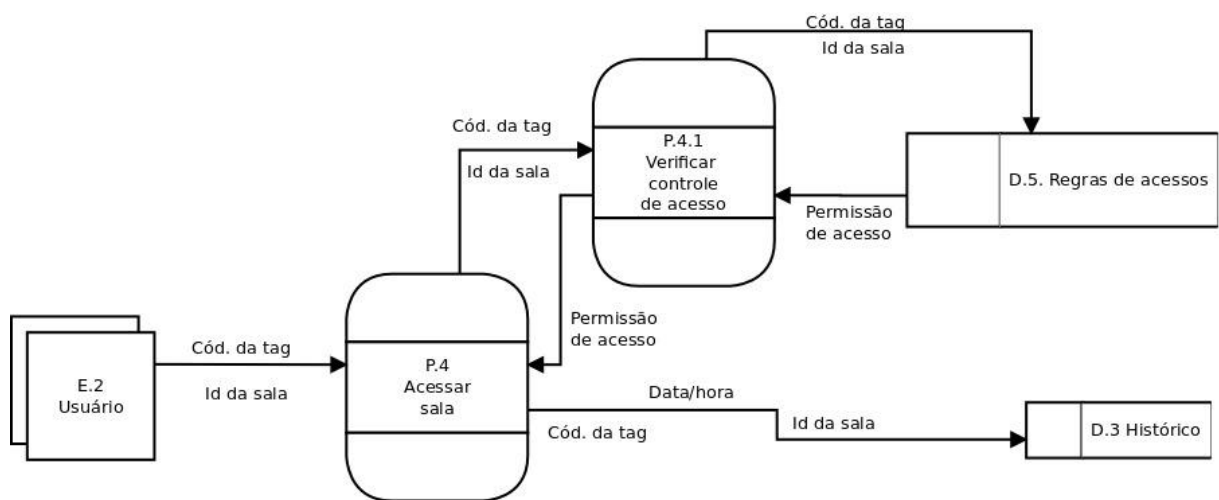 Cód. da tag
Id da sala
P.4.1
Verificar
controle
de acesso
Cód. da tag
Id da sala
D.5. Regras de acessos
Permissão
de acesso
Permissão
de acesso
E.2
Usuário
Cód. da tag
Id da sala
P.4
Acessar
sala
Data/hora
Cód. da tag
Id da sala
D.3 Histórico